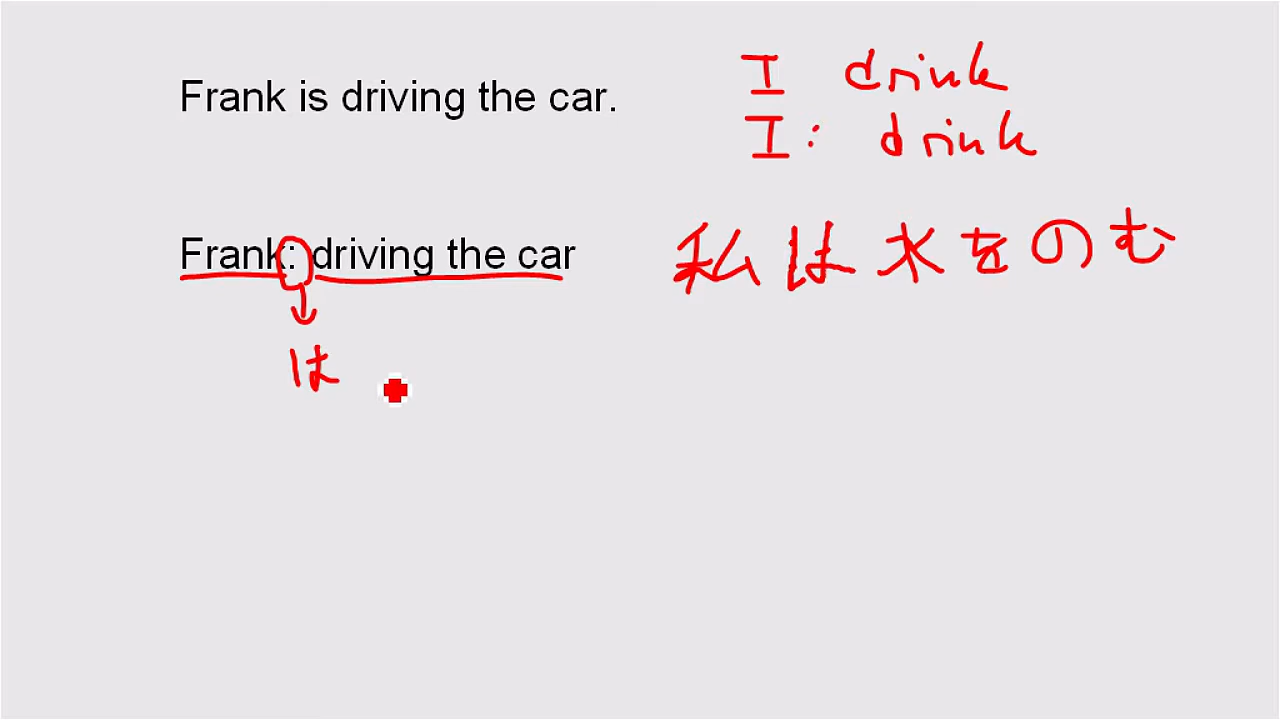 Frank is driving the car.
I drink
I: drink
Frank: driving the car
私は水をのむ
は